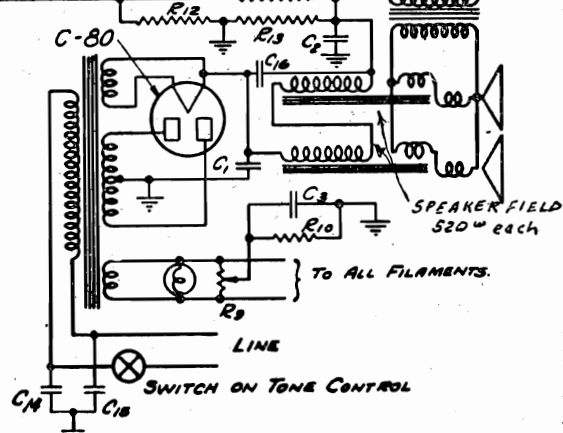 R12
R13
C2
C-80
C16
C1
SPEAKER FIELD
520 ω each
C3
R10
TO ALL FILAMENTS.
R9
LINE
SWITCH ON TONE CONTROL
C14
C15